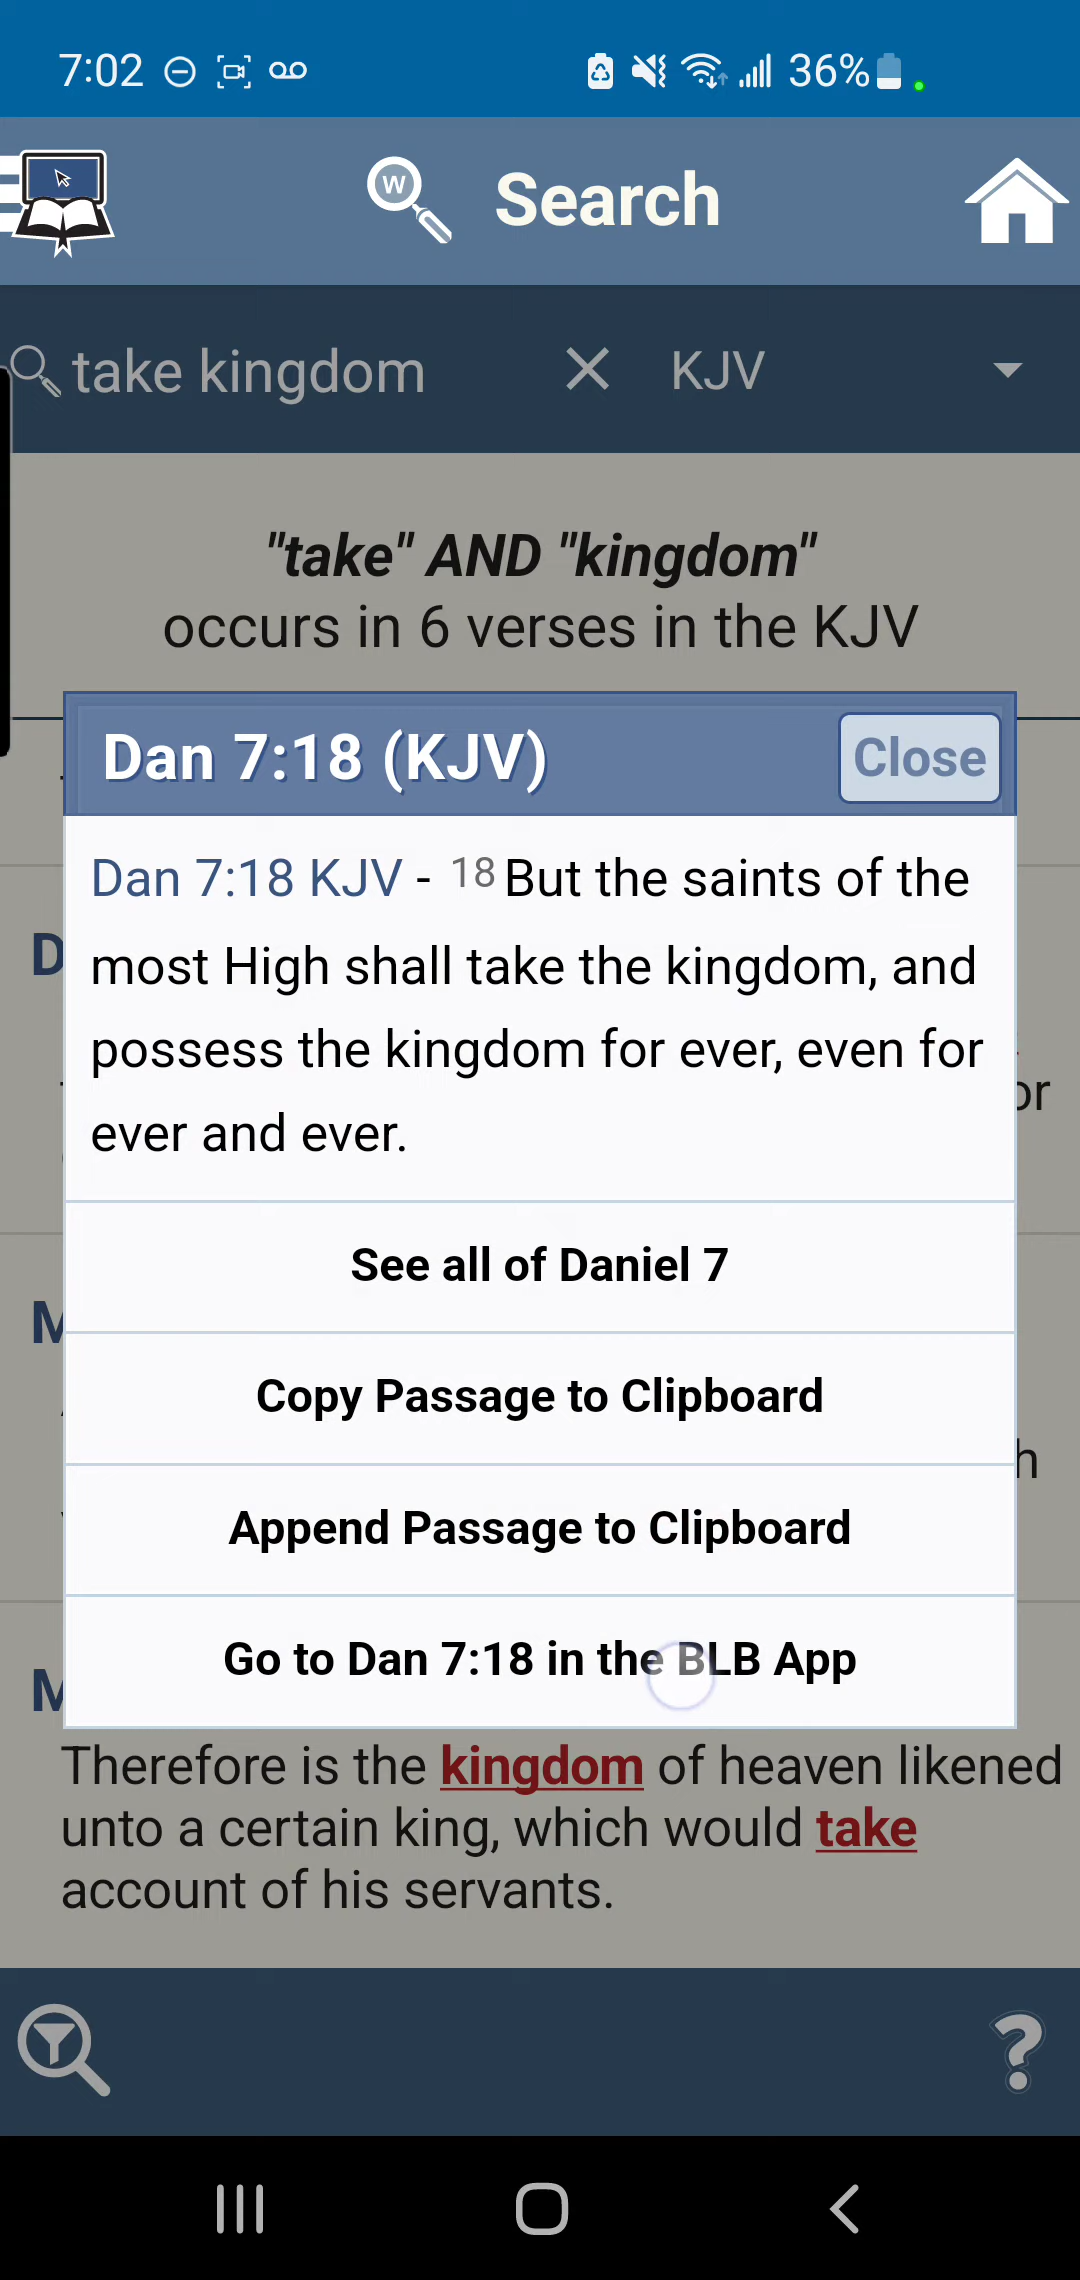 7:02 36%
W Search
take kingdom KJV
"take" AND "kingdom"
occurs in 6 verses in the KJV
Dan 7:18 (KJV) Close
Dan 7:18 KJV - 18 But the saints of the
most High shall take the kingdom, and
possess the kingdom for ever, even for
ever and ever.
See all of Daniel 7
Copy Passage to Clipboard
Append Passage to Clipboard
Go to Dan 7:18 in the BLB App
Therefore is the kingdom of heaven likened
unto a certain king, which would take
account of his servants.